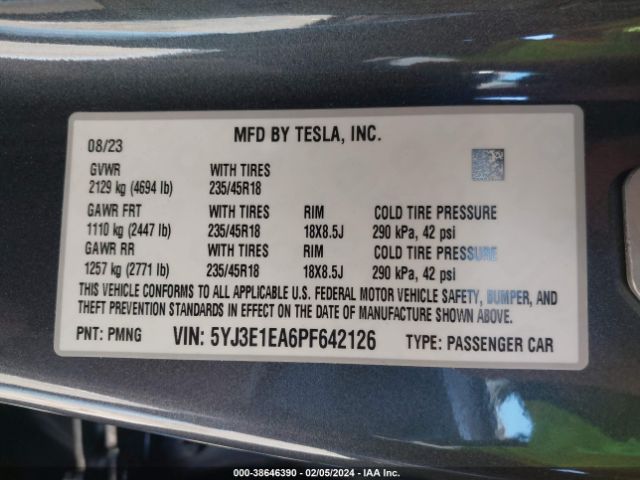 08/23 MFD BY TESLA, INC.
GVWR WITH TIRES
2129 kg (4694 lb) 235/45R18
GAWR FRT WITH TIRES RIM COLD TIRE PRESSURE
1110 kg (2447 lb) 235/45R18 18X8.5J 290 kPa, 42 psi
GAWR RR WITH TIRES RIM COLD TIRE PRESSURE
1257 kg (2771 lb) 235/45R18 18X8.5J 290 kPa, 42 psi
THIS VEHICLE CONFORMS TO ALL APPLICABLE U.S. FEDERAL MOTOR VEHICLE SAFETY, BUMPER, AND
THEFT PREVENTION STANDARDS IN EFFECT ON THE DATE OF MANUFACTURE SHOWN ABOVE.
PNT: PMNG VIN: 5YJ3E1EA6PF642126 TYPE: PASSENGER CAR
000-38646390 - 02/05/2024 - IAA Inc.